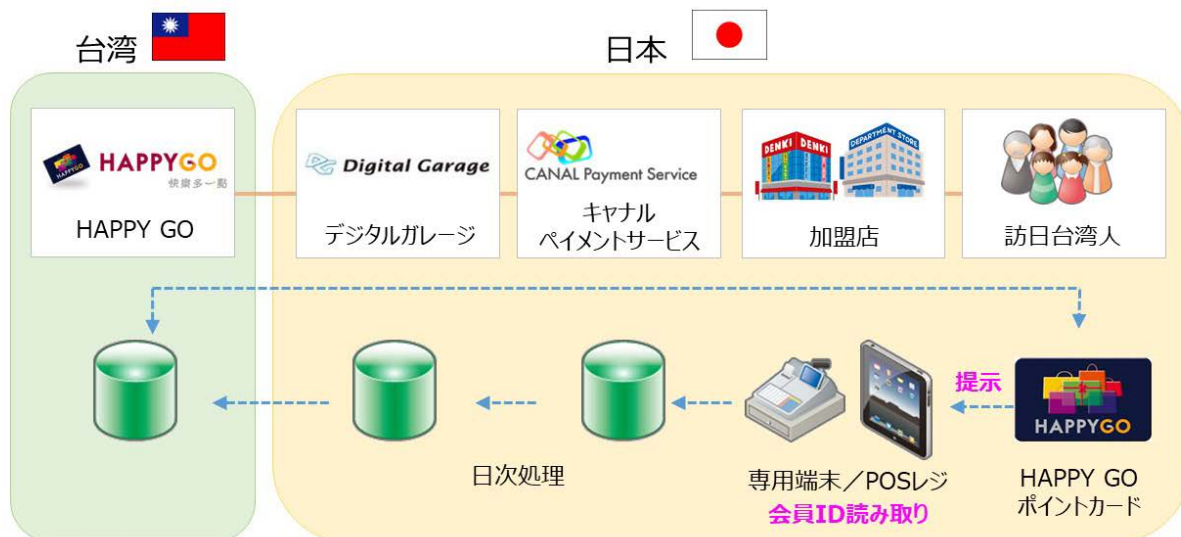 台湾
日本
HAPPYGO
快樂多一點
HAPPY GO
Digital Garage
デジタルガレージ
CANAL Payment Service
キャナル
ペイメントサービス
DENKI DENKI
DEPARTMENT STORE
加盟店
訪日台湾人
提示
HAPPYGO
日次処理
専用端末/POSレジ
会員ID読み取り
HAPPY GO
ポイントカード